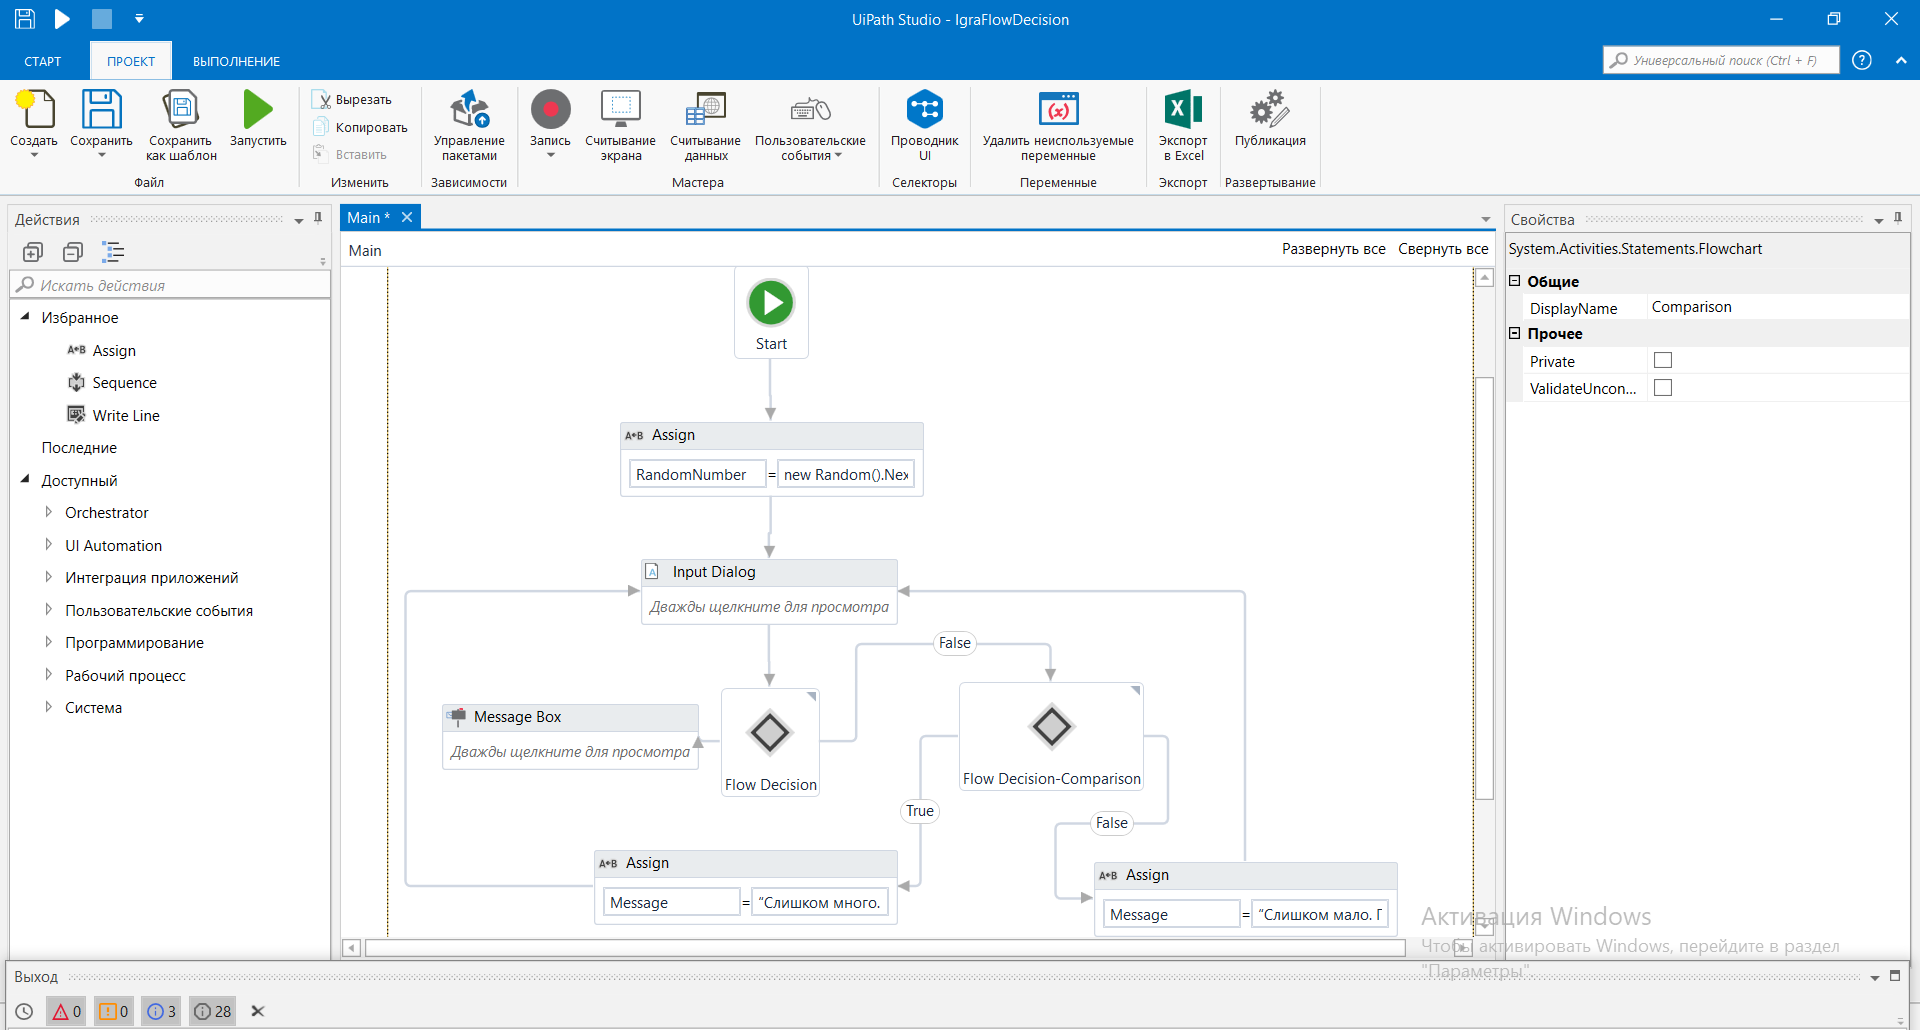 UiPath Studio - IgraFlowDecision
СТАРТ
ПРОЕКТ
ВЫПОЛНЕНИЕ
Универсальный поиск (Ctrl + F)
Создать
Сохранить
Сохранить как шаблон
Запустить
Файл
Вырезать
Копировать
Вставить
Изменить
Управление пакетами
Зависимости
Запись
Считывание экрана
Считывание данных
Пользовательские события
Мастера
Проводник UI
Селекторы
Удалить неиспользуемые переменные
Переменные
Экспорт в Excel
Экспорт
Публикация
Развертывание
Действия
Искать действия
Избранное
A←B Assign
Sequence
Write Line
Последние
Доступный
Orchestrator
UI Automation
Интеграция приложений
Пользовательские события
Программирование
Рабочий процесс
Система
Main *
Main
Развернуть все
Свернуть все
Start
A←B Assign
RandomNumber = new Random().Nex
Input Dialog
Дважды щелкните для просмотра
False
Message Box
Дважды щелкните для просмотра
Flow Decision
Flow Decision-Comparison
True
False
A←B Assign
Message = "Слишком много.
A←B Assign
Message = "Слишком мало. Г
Свойства
System.Activities.Statements.Flowchart
Общие
DisplayName Comparison
Прочее
Private
ValidateUncon...
Активация Windows
Чтобы активировать Windows, перейдите в раздел
"Параметры".
Выход
0
0
3
28